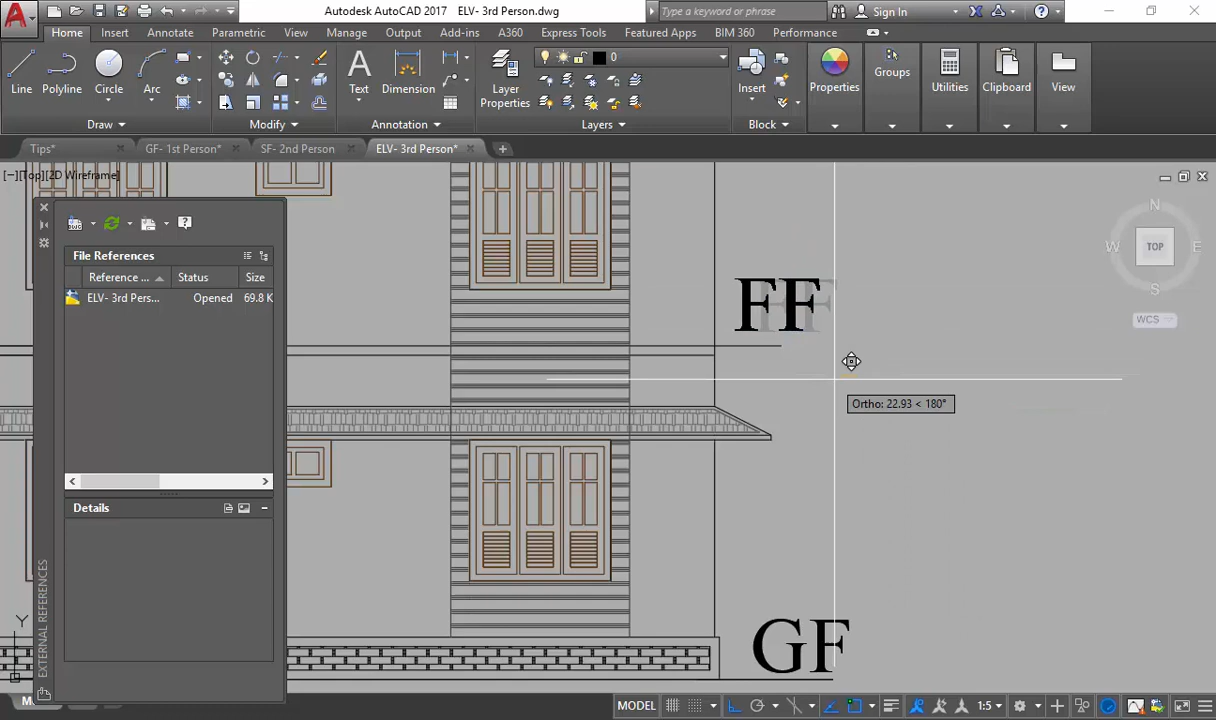 Autodesk AutoCAD 2017 ELV- 3rd Person.dwg
Type a keyword or phrase
Sign In
Home Insert Annotate Parametric View Manage Output Add-ins A360 Express Tools Featured Apps BIM 360 Performance
Line Polyline Circle Arc
Text Dimension
Layer Properties
0
Insert
Properties Groups Utilities Clipboard View
Draw Modify Annotation Layers Block
Tips* GF- 1st Person* SF- 2nd Person ELV- 3rd Person*
[−][Top][2D Wireframe]
N
W TOP E
S
WCS
File References
Reference ... Status Size
ELV- 3rd Pers... Opened 69.8 K
Details
EXTERNAL REFERENCES
FF
Ortho: 22.93 < 180°
GF
Y
M
MODEL 1:5